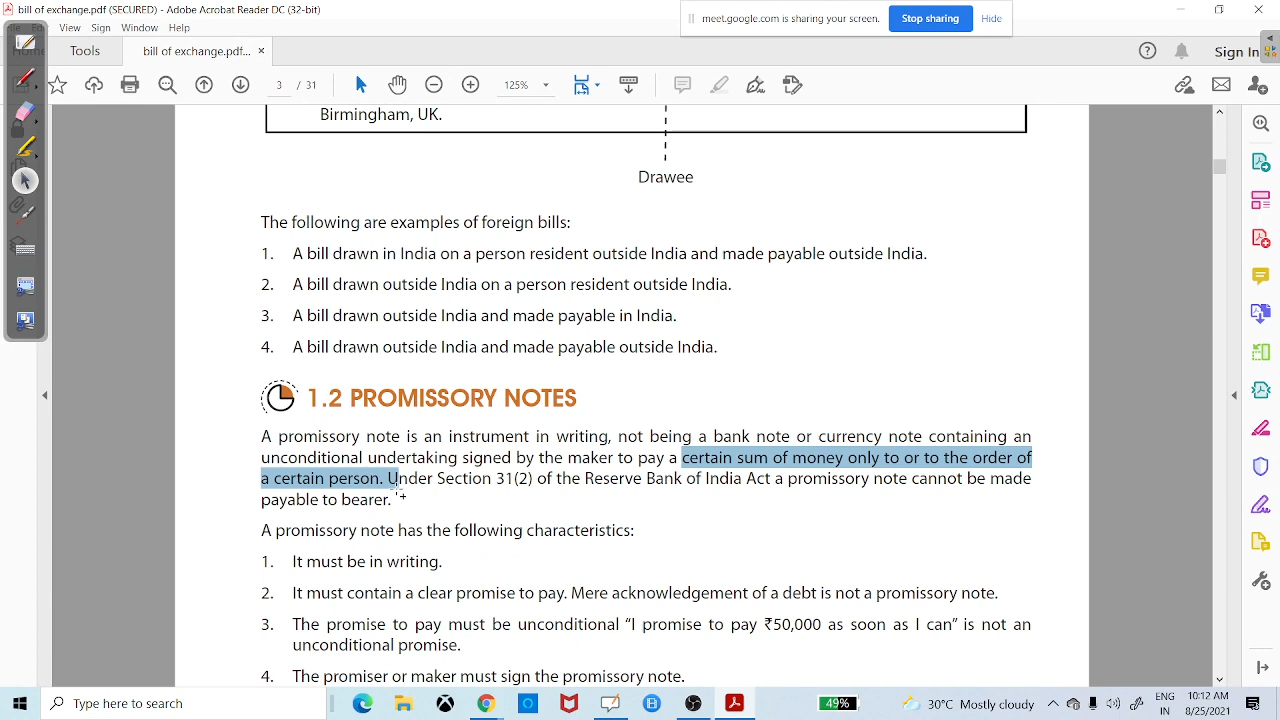 bill of exchange.pdf (SECURED) - Adobe Acrobat Reader DC (32-bit)
meet.google.com is sharing your screen.
Stop sharing
Hide
View Sign Window Help
Tools
bill of exchange.pdf...
Sign In
3 / 31
125%
Birmingham, UK.
Drawee
The following are examples of foreign bills:
1. A bill drawn in India on a person resident outside India and made payable outside India.
2. A bill drawn outside India on a person resident outside India.
3. A bill drawn outside India and made payable in India.
4. A bill drawn outside India and made payable outside India.
1.2 PROMISSORY NOTES
A promissory note is an instrument in writing, not being a bank note or currency note containing an
unconditional undertaking signed by the maker to pay a certain sum of money only to or to the order of
a certain person. Under Section 31(2) of the Reserve Bank of India Act a promissory note cannot be made
payable to bearer.
A promissory note has the following characteristics:
1. It must be in writing.
2. It must contain a clear promise to pay. Mere acknowledgement of a debt is not a promissory note.
3. The promise to pay must be unconditional “I promise to pay ₹50,000 as soon as I can” is not an
unconditional promise.
4. The promiser or maker must sign the promissory note.
Type here to search
49%
30°C Mostly cloudy
ENG
IN
10:12 AM
8/25/2021